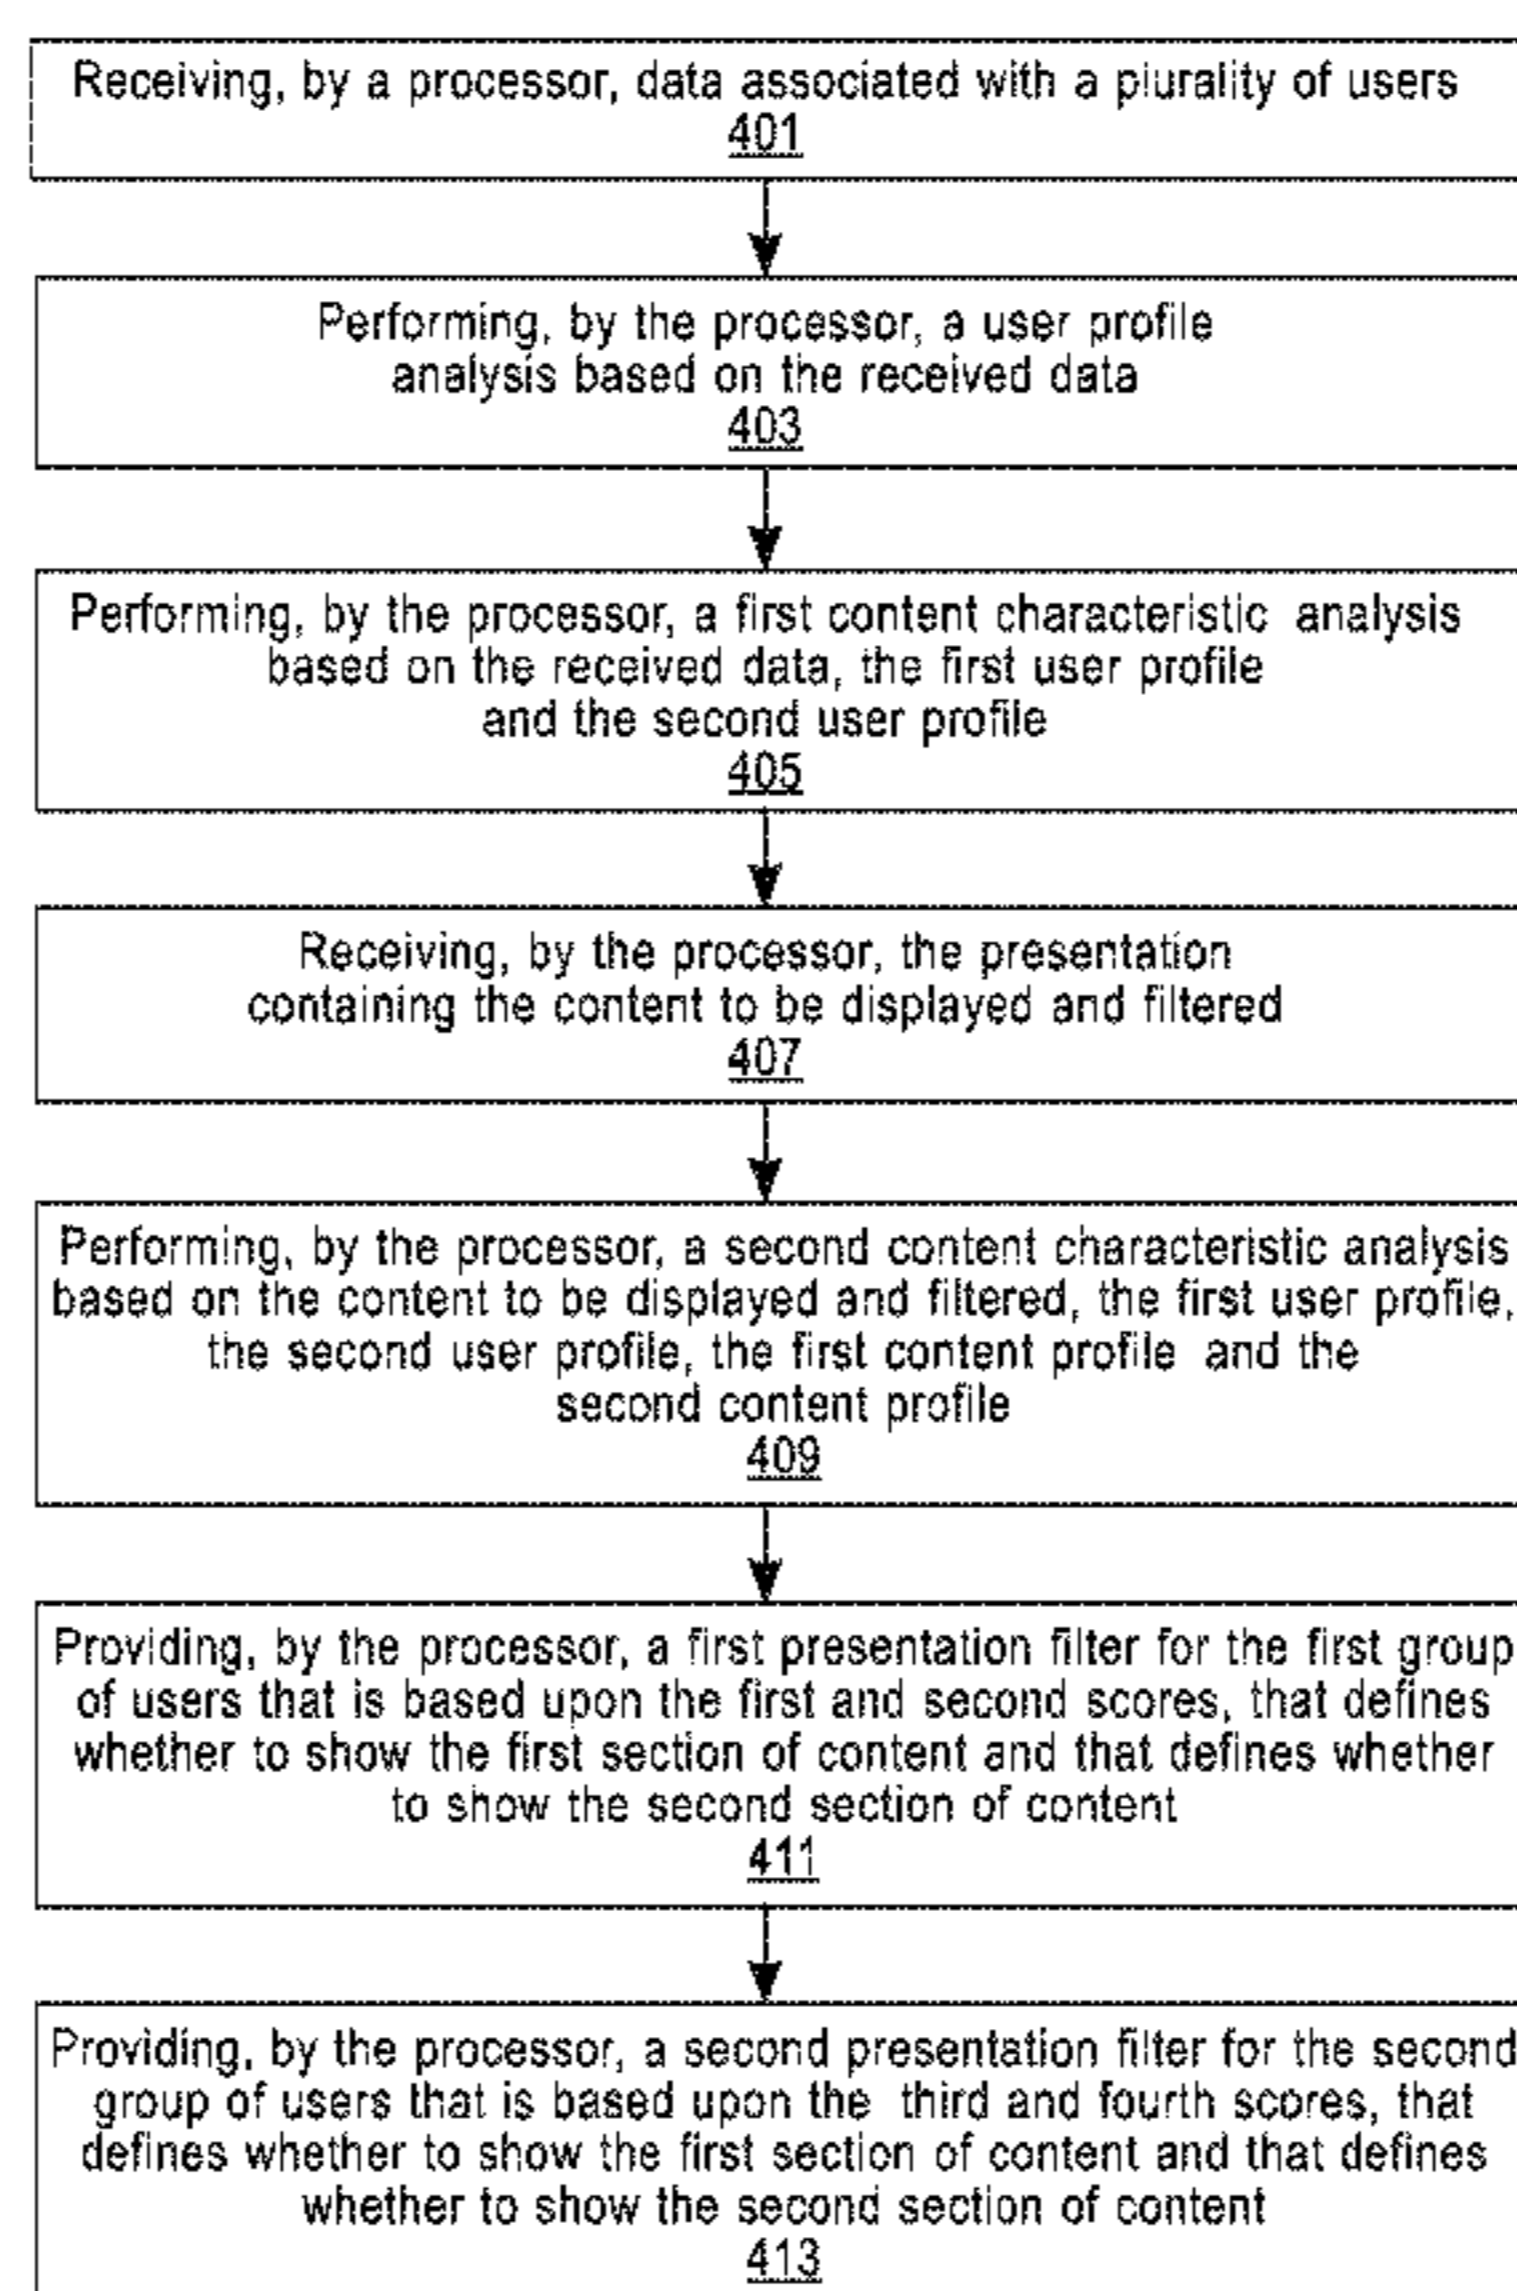 Receiving, by a processor, data associated with a plurality of users
401
Performing, by the processor, a user profile
analysis based on the received data
403
Performing, by the processor, a first content characteristic analysis
based on the received data, the first user profile
and the second user profile
405
Receiving, by the processor, the presentation
containing the content to be displayed and filtered
407
Performing, by the processor, a second content characteristic analysis
based on the content to be displayed and filtered, the first user profile,
the second user profile, the first content profile and the
second content profile
409
Providing, by the processor, a first presentation filter for the first group
of users that is based upon the first and second scores, that defines
whether to show the first section of content and that defines whether
to show the second section of content
411
Providing, by the processor, a second presentation filter for the second
group of users that is based upon the third and fourth scores, that
defines whether to show the first section of content and that defines
whether to show the second section of content
413